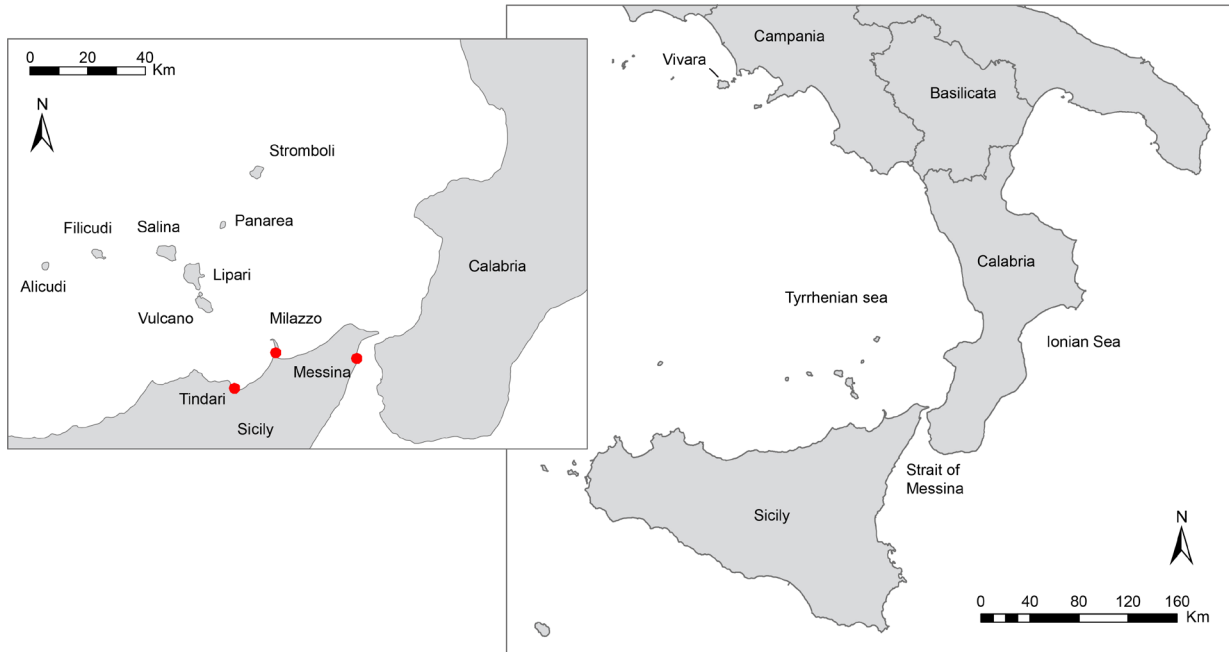 0 20 40
Km
N
Stromboli
Panarea
Filicudi
Salina
Lipari
Alicudi
Vulcano
Milazzo
Messina
Tindari
Sicily
Calabria
Campania
Vivara
Basilicata
Calabria
Tyrrhenian sea
Ionian Sea
Strait of
Messina
Sicily
N
0 40 80 120 160
Km